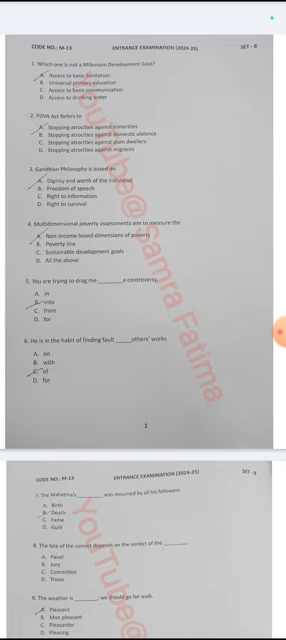 CODE NO.: M-13 ENTRANCE EXAMINATION (2024-25) SET - B
1. Which one is not a Millenium Development Goal?
A. Access to basic Sanitation
B. Universal primary education
C. Access to basic communication
D. Access to drinking water
2. PDVA Act Refers to
A. Stopping atrocities against minorities
B. Stopping atrocities against domestic violence
C. Stopping atrocities against slum dwellers
D. Stopping atrocities against migrants
3. Gandhian Philosophy is based on
A. Dignity and worth of the individual
B. Freedom of speech
C. Right to information
D. Right to survival
4. Multidimensional poverty assessments aim to measure the
A. Non-income based dimensions of poverty
B. Poverty line
C. Sustainable development goals
D. All the above
5. You are trying to drag me ________a controversy.
A. in
B. into
C. from
D. for
6. He is in the habit of finding fault _____others' works
A. on
B. with
C. of
D. for
1
YouTube@Samra Fatima
CODE NO.: M-13 ENTRANCE EXAMINATION (2024-25) SET - B
7. The Mahatma's ________ was mourned by all his followers.
A. Birth
B. Death
C. Fame
D. Guilt
8. The fate of the convict depends on the verdict of the ________.
A. Panel
B. Jury
C. Committee
D. Troop
9. The weather is ________; we should go for walk.
A. Pleasant
B. Moe pleasant
C. Pleasanter
D. Pleasing
YouTube@